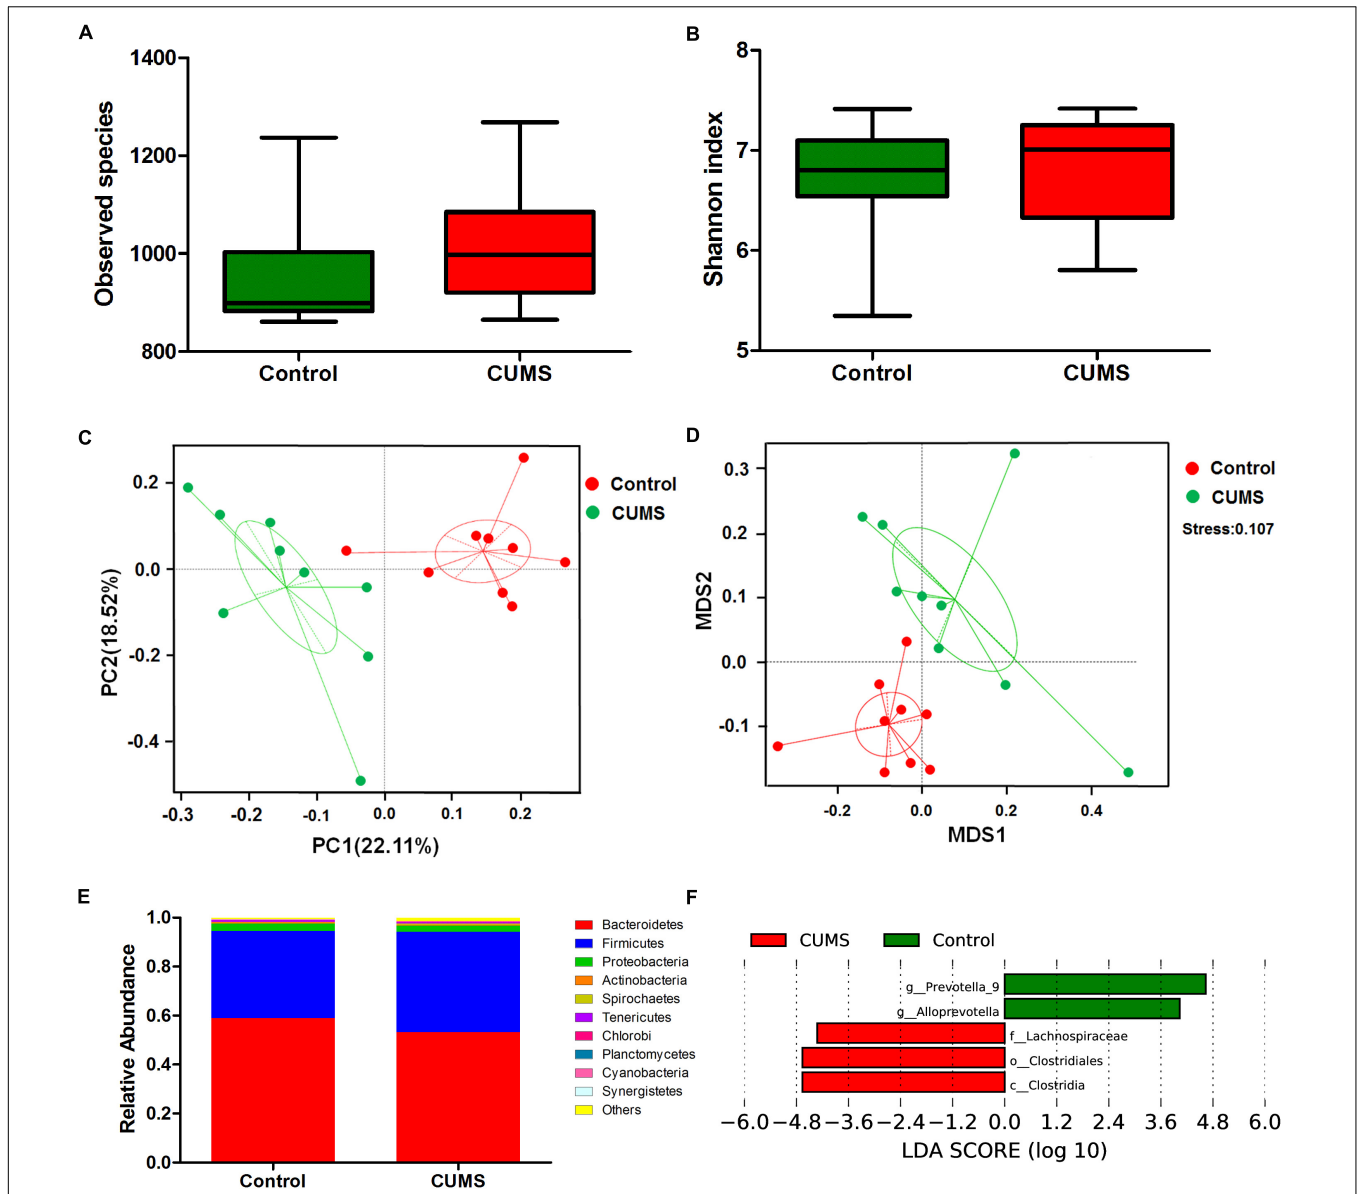 A
1400
1200
1000
800
Observed species
Control
CUMS
B
8
7
6
5
Shannon index
Control
CUMS
C
0.2
0.0
-0.2
-0.4
PC2(18.52%)
-0.3
-0.2
-0.1
0.0
0.1
0.2
PC1(22.11%)
Control
CUMS
D
0.3
0.2
0.1
0.0
-0.1
MDS2
-0.2
0.0
0.2
0.4
MDS1
Control
CUMS
Stress:0.107
E
1.0
0.8
0.6
0.4
0.2
0.0
Relative Abundance
Control
CUMS
Bacteroidetes
Firmicutes
Proteobacteria
Actinobacteria
Spirochaetes
Tenericutes
Chlorobi
Planctomycetes
Cyanobacteria
Synergistetes
Others
F
CUMS
Control
g__Prevotella_9
g__Alloprevotella
f__Lachnospiraceae
o__Clostridiales
c__Clostridia
−6.0
−4.8
−3.6
−2.4
−1.2
0.0
1.2
2.4
3.6
4.8
6.0
LDA SCORE (log 10)